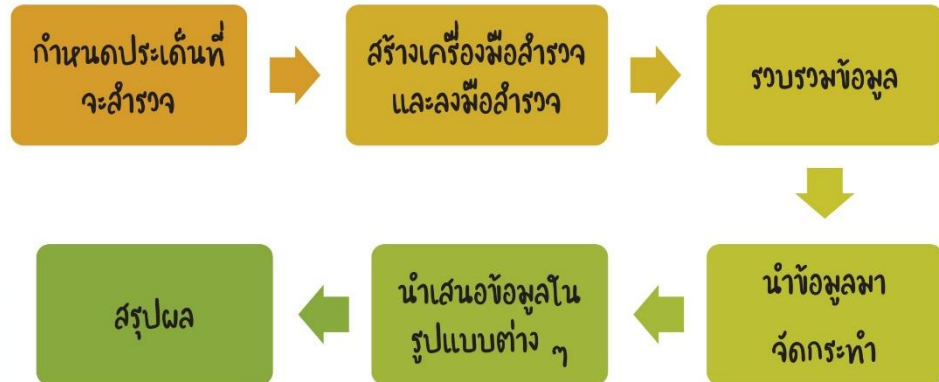 กำหนดประเด็นที่
จะสำรวจ
สร้างเครื่องมือสำรวจ
และลงมือสำรวจ
รวบรวมข้อมูล
นำข้อมูลมา
จัดกระทำ
นำเสนอข้อมูลใน
รูปแบบต่าง ๆ
สรุปผล